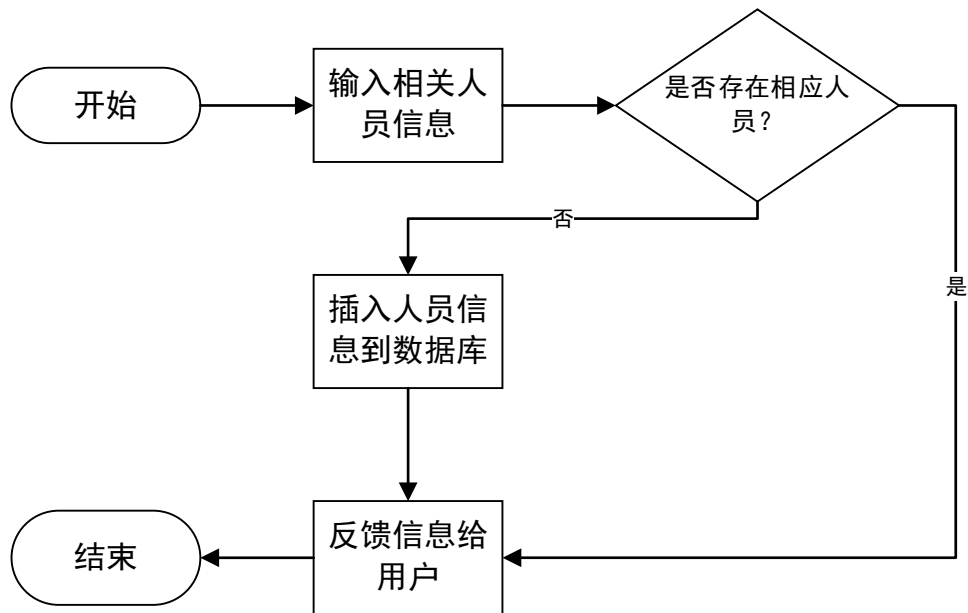 开始
输入相关人
员信息
是否存在相应人
员？
否
是
插入人员信
息到数据库
反馈信息给
用户
结束